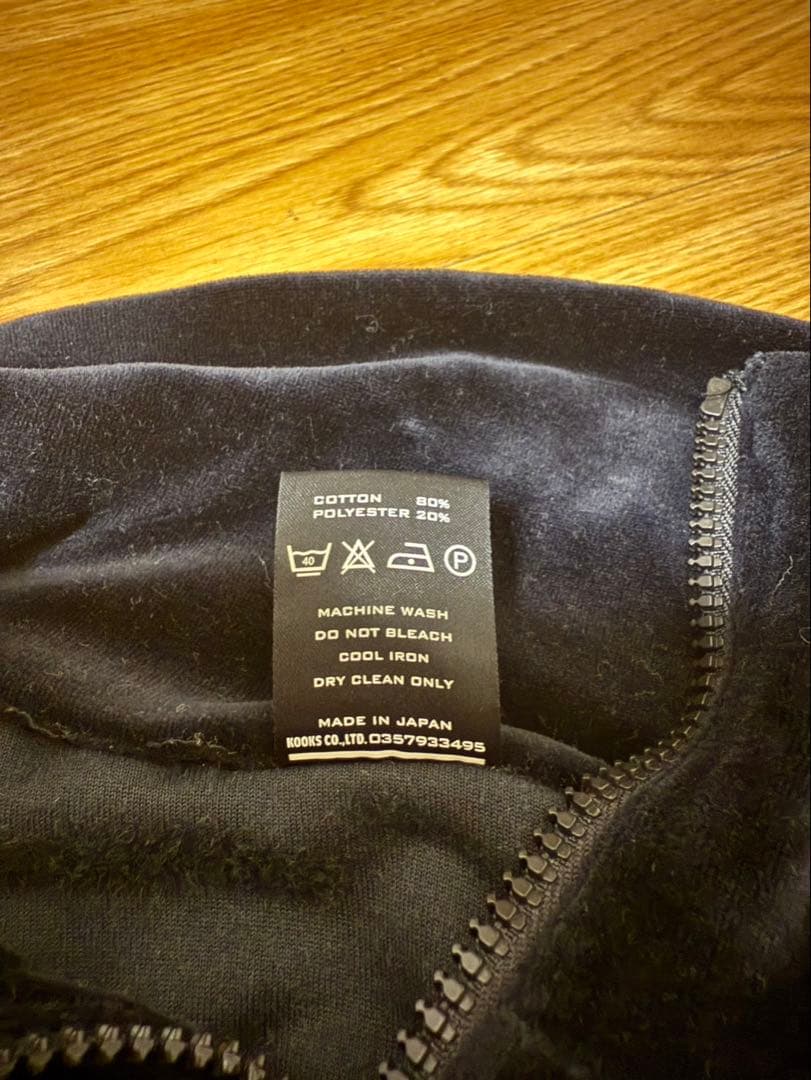 COTTON 80%
POLYESTER 20%
40 P
MACHINE WASH
DO NOT BLEACH
COOL IRON
DRY CLEAN ONLY
MADE IN JAPAN
KOOKS CO.,LTD. 0357933495